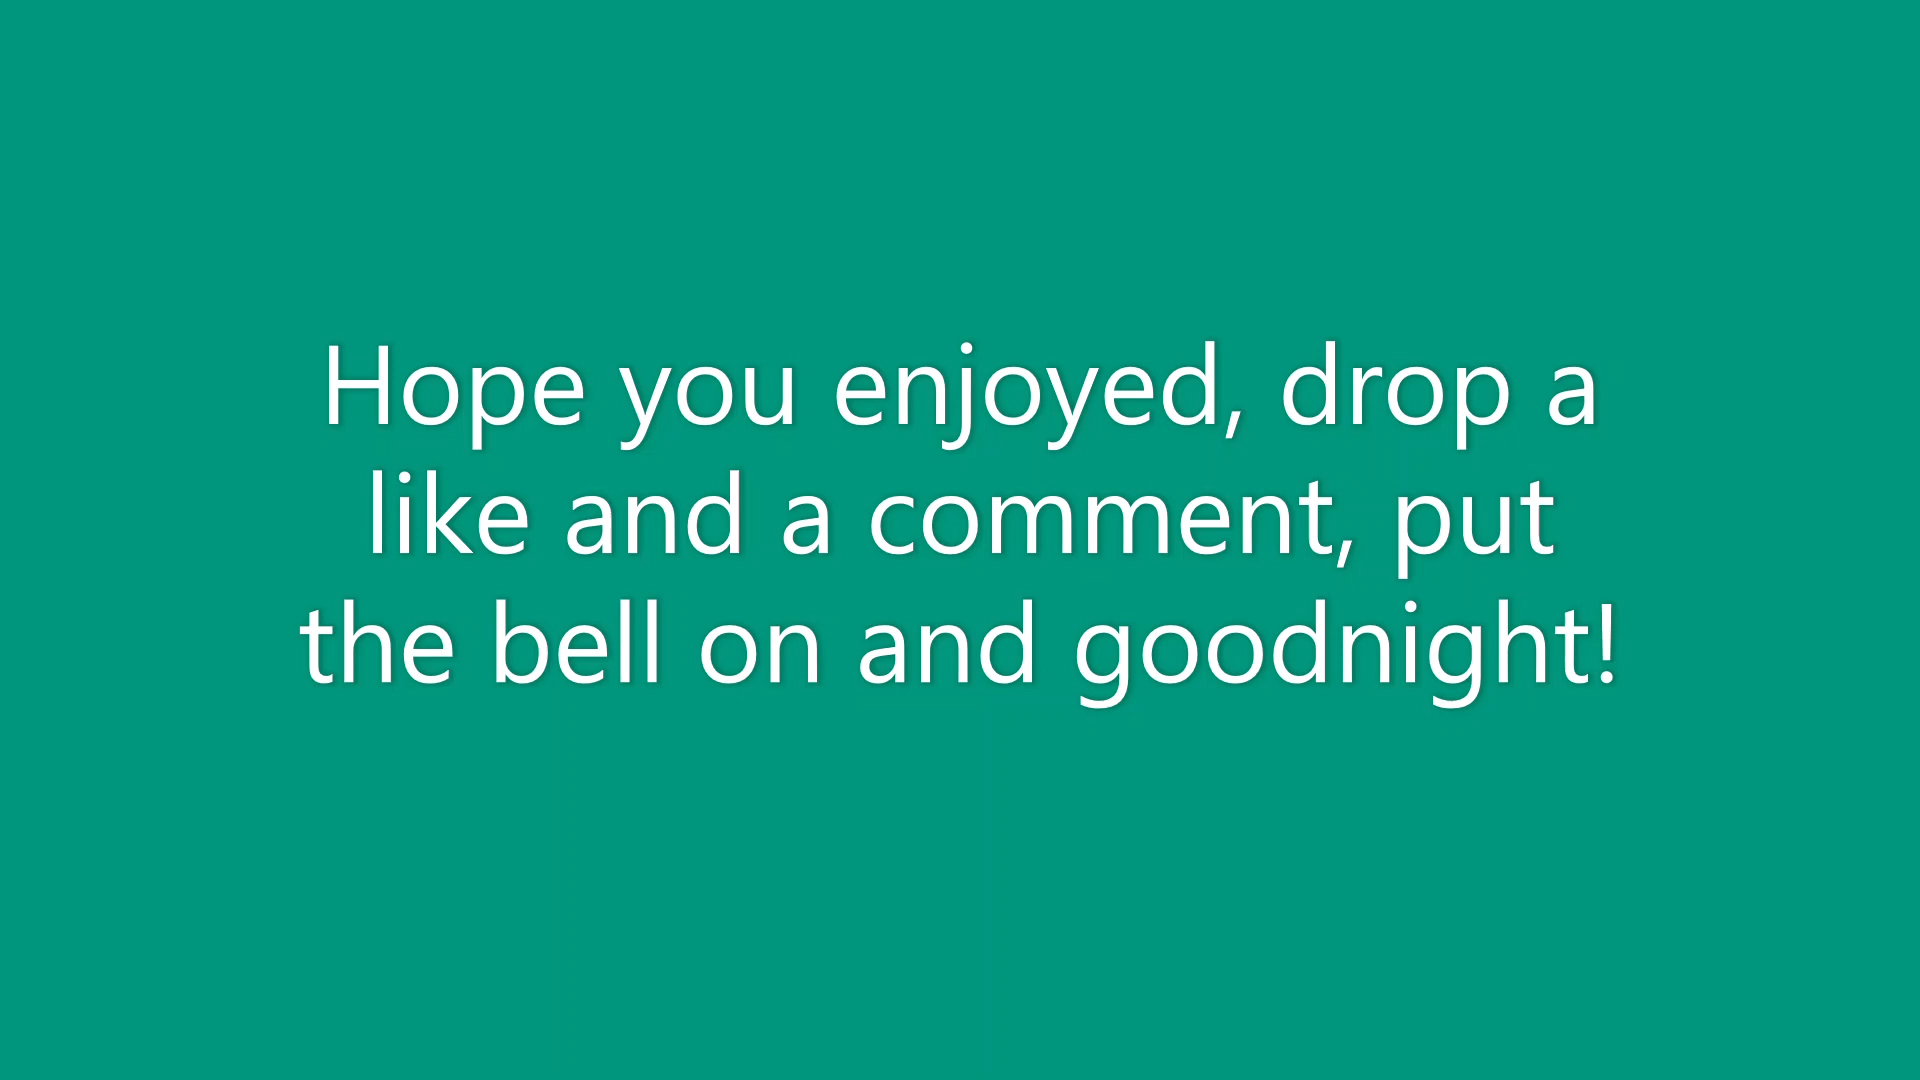 Hope you enjoyed, drop a
like and a comment, put
the bell on and goodnight!